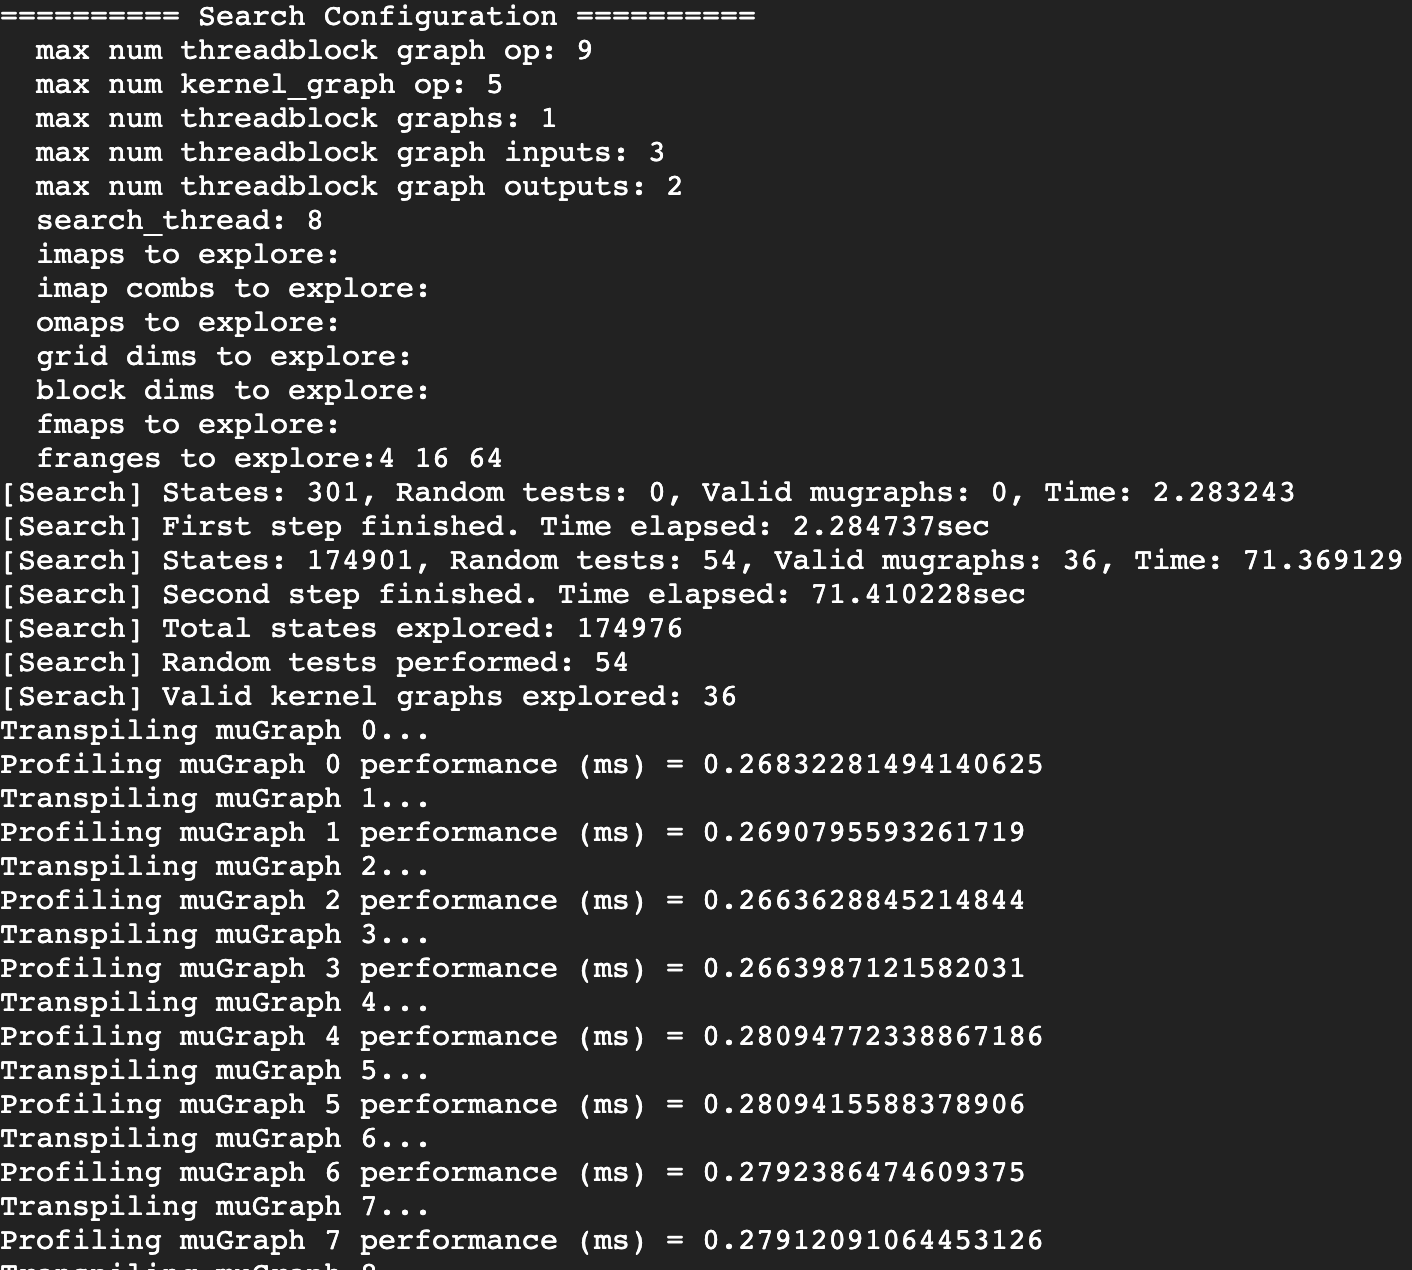 ========== Search Configuration ==========
  max num threadblock graph op: 9
  max num kernel_graph op: 5
  max num threadblock graphs: 1
  max num threadblock graph inputs: 3
  max num threadblock graph outputs: 2
  search_thread: 8
  imaps to explore:
  imap combs to explore:
  omaps to explore:
  grid dims to explore:
  block dims to explore:
  fmaps to explore:
  franges to explore:4 16 64
[Search] States: 301, Random tests: 0, Valid mugraphs: 0, Time: 2.283243
[Search] First step finished. Time elapsed: 2.284737sec
[Search] States: 174901, Random tests: 54, Valid mugraphs: 36, Time: 71.369129
[Search] Second step finished. Time elapsed: 71.410228sec
[Search] Total states explored: 174976
[Search] Random tests performed: 54
[Serach] Valid kernel graphs explored: 36
Transpiling muGraph 0...
Profiling muGraph 0 performance (ms) = 0.26832281494140625
Transpiling muGraph 1...
Profiling muGraph 1 performance (ms) = 0.2690795593261719
Transpiling muGraph 2...
Profiling muGraph 2 performance (ms) = 0.2663628845214844
Transpiling muGraph 3...
Profiling muGraph 3 performance (ms) = 0.2663987121582031
Transpiling muGraph 4...
Profiling muGraph 4 performance (ms) = 0.28094772338867186
Transpiling muGraph 5...
Profiling muGraph 5 performance (ms) = 0.2809415588378906
Transpiling muGraph 6...
Profiling muGraph 6 performance (ms) = 0.2792386474609375
Transpiling muGraph 7...
Profiling muGraph 7 performance (ms) = 0.27912091064453126